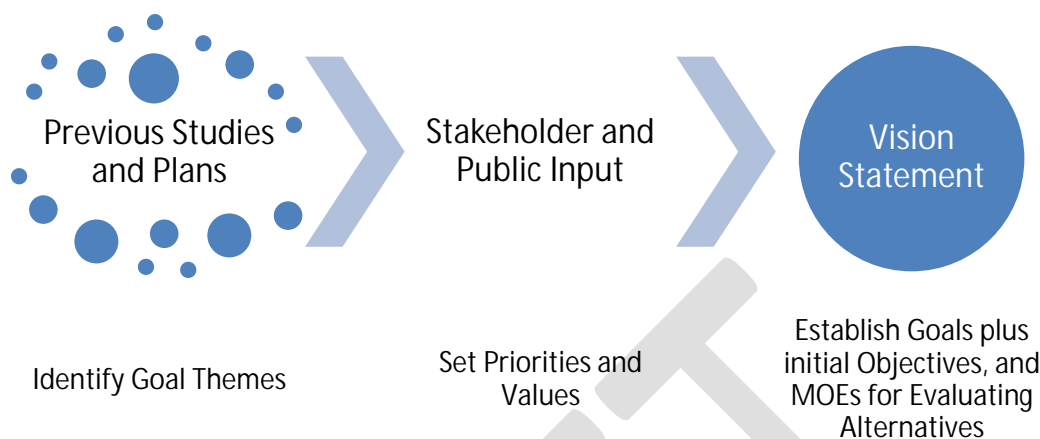 Previous Studies
and Plans
Stakeholder and
Public Input
Vision
Statement
Identify Goal Themes
Set Priorities and
Values
Establish Goals plus
initial Objectives, and
MOEs for Evaluating
Alternatives